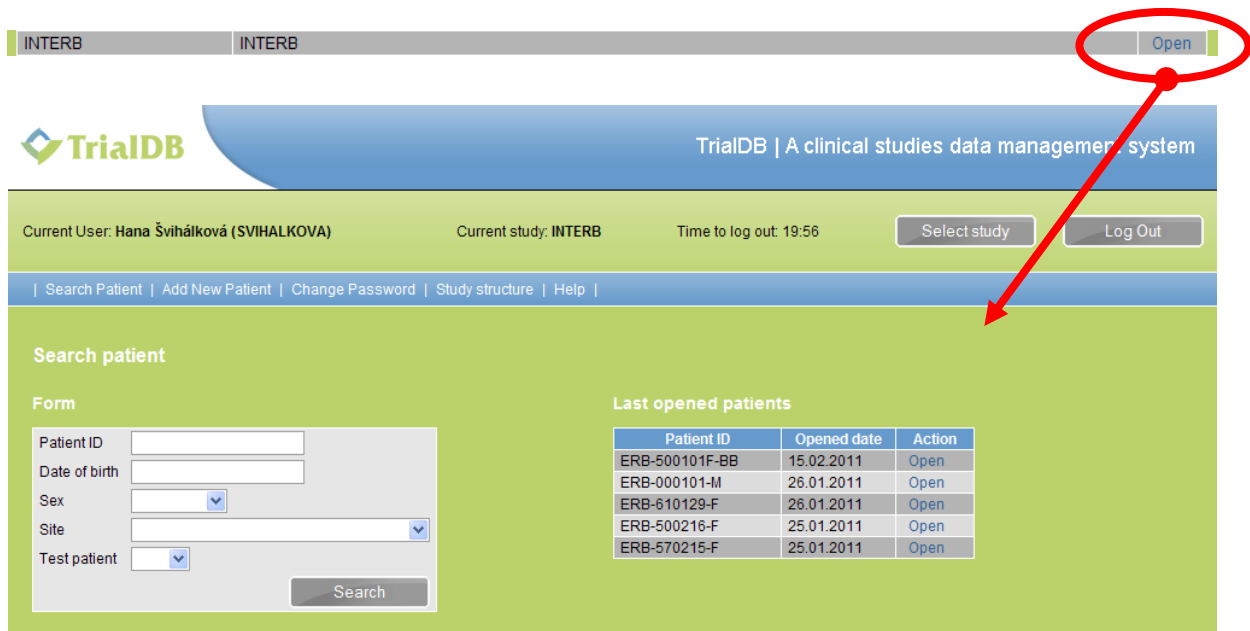 INTERB INTERB Open
TrialDB TrialDB | A clinical studies data management system
Current User: Hana Švihálková (SVIHALKOVA) Current study: INTERB Time to log out: 19:56 Select study Log Out
| Search Patient | Add New Patient | Change Password | Study structure | Help |
Search patient
Form
Patient ID
Date of birth
Sex
Site
Test patient
Search
Last opened patients
Patient ID Opened date Action
ERB-500101F-BB 15.02.2011 Open
ERB-000101-M 26.01.2011 Open
ERB-610129-F 26.01.2011 Open
ERB-500216-F 25.01.2011 Open
ERB-570215-F 25.01.2011 Open